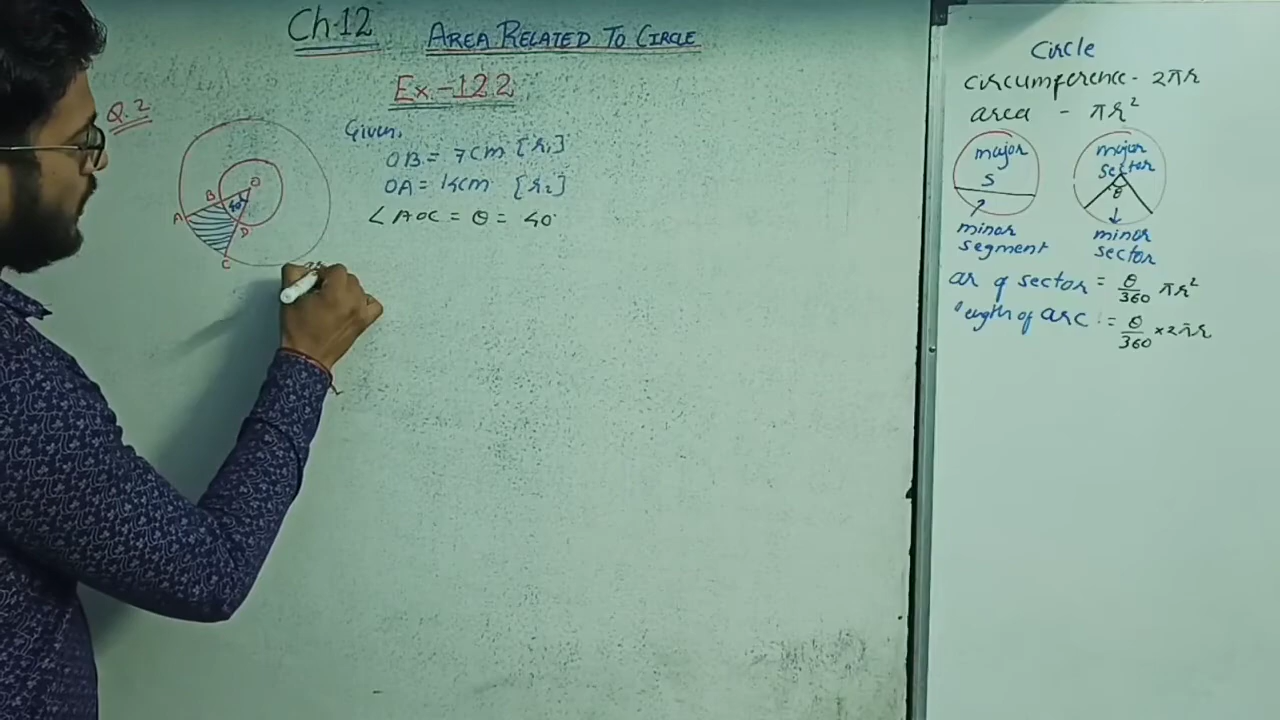 Ch.12
AREA RELATED TO CIRCLE
Ex.-12.2
Q.2
Given,
OB = 7cm [r₁]
OA = 14cm [r₂]
∠AOC = θ = 40°
O
B
40°
A
D
C
Circle
circumference - 2πr
area - πr²
major
S
minor
segment
major
sector
θ
minor
sector
ar of sector = θ/360 πr²
length of arc = θ/360 × 2πr